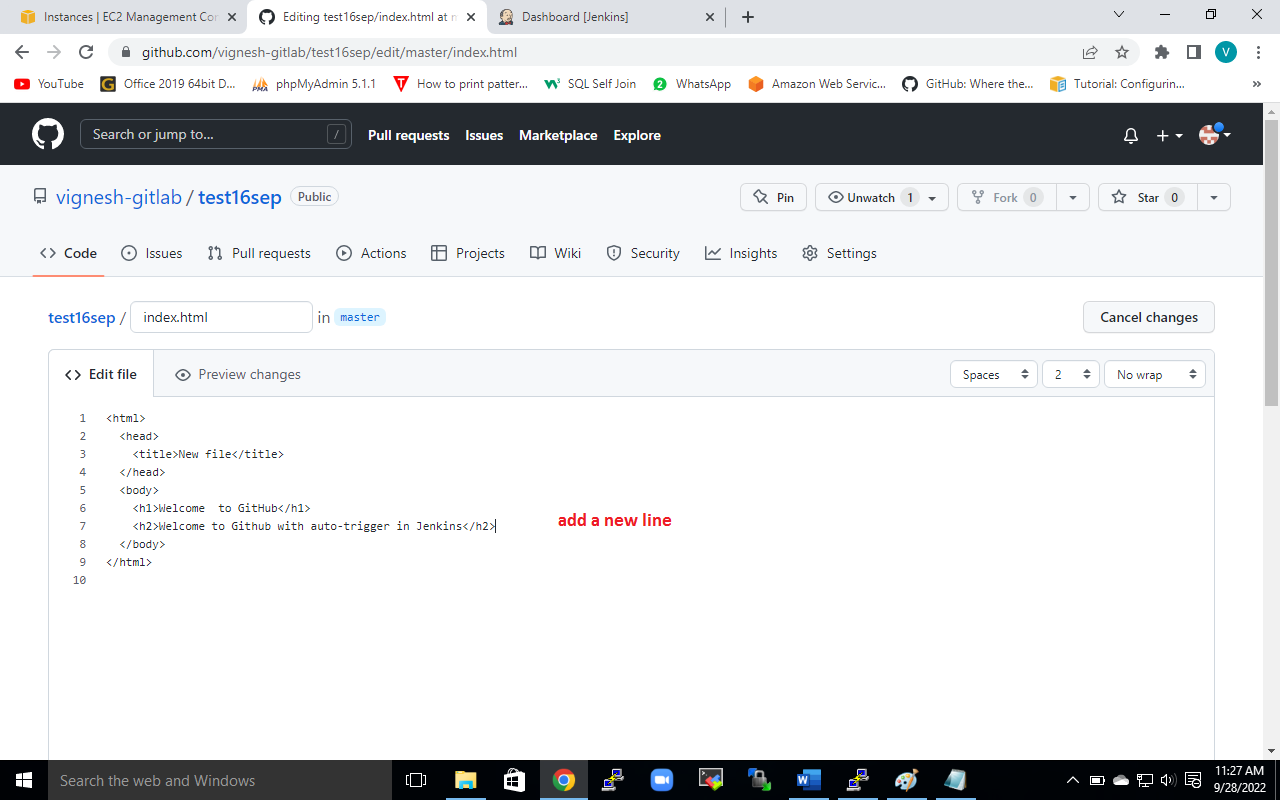 Instances | EC2 Management Con
Editing test16sep/index.html at m
Dashboard [Jenkins]
github.com/vignesh-gitlab/test16sep/edit/master/index.html
V
YouTube
Office 2019 64bit D...
phpMyAdmin 5.1.1
How to print patter...
SQL Self Join
2
WhatsApp
Amazon Web Servic...
GitHub: Where the...
Tutorial: Configurin...
»
Search or jump to...
/
Pull requests
Issues
Marketplace
Explore
vignesh-gitlab / test16sep
Public
Pin
Unwatch 1
Fork 0
Star 0
<> Code
Issues
Pull requests
Actions
Projects
Wiki
Security
Insights
Settings
test16sep / index.html in master
Cancel changes
<> Edit file
Preview changes
Spaces
2
No wrap
1 <html>
2 <head>
3 <title>New file</title>
4 </head>
5 <body>
6 <h1>Welcome  to GitHub</h1>
7 <h2>Welcome to Github with auto-trigger in Jenkins</h2>
add a new line
8 </body>
9 </html>
10
Search the web and Windows
11:27 AM
9/28/2022